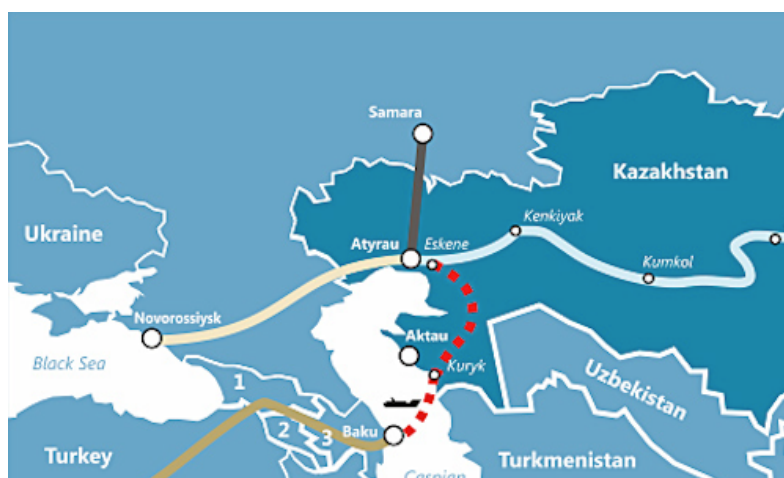 Samara
Kazakhstan
Kenkiyak
Ukraine
Atyrau
Eskene
Kumkol
Novorossiysk
Aktau
Black Sea
Kuryk
Uzbekistan
1
2
3
Baku
Turkey
Turkmenistan
Caspian